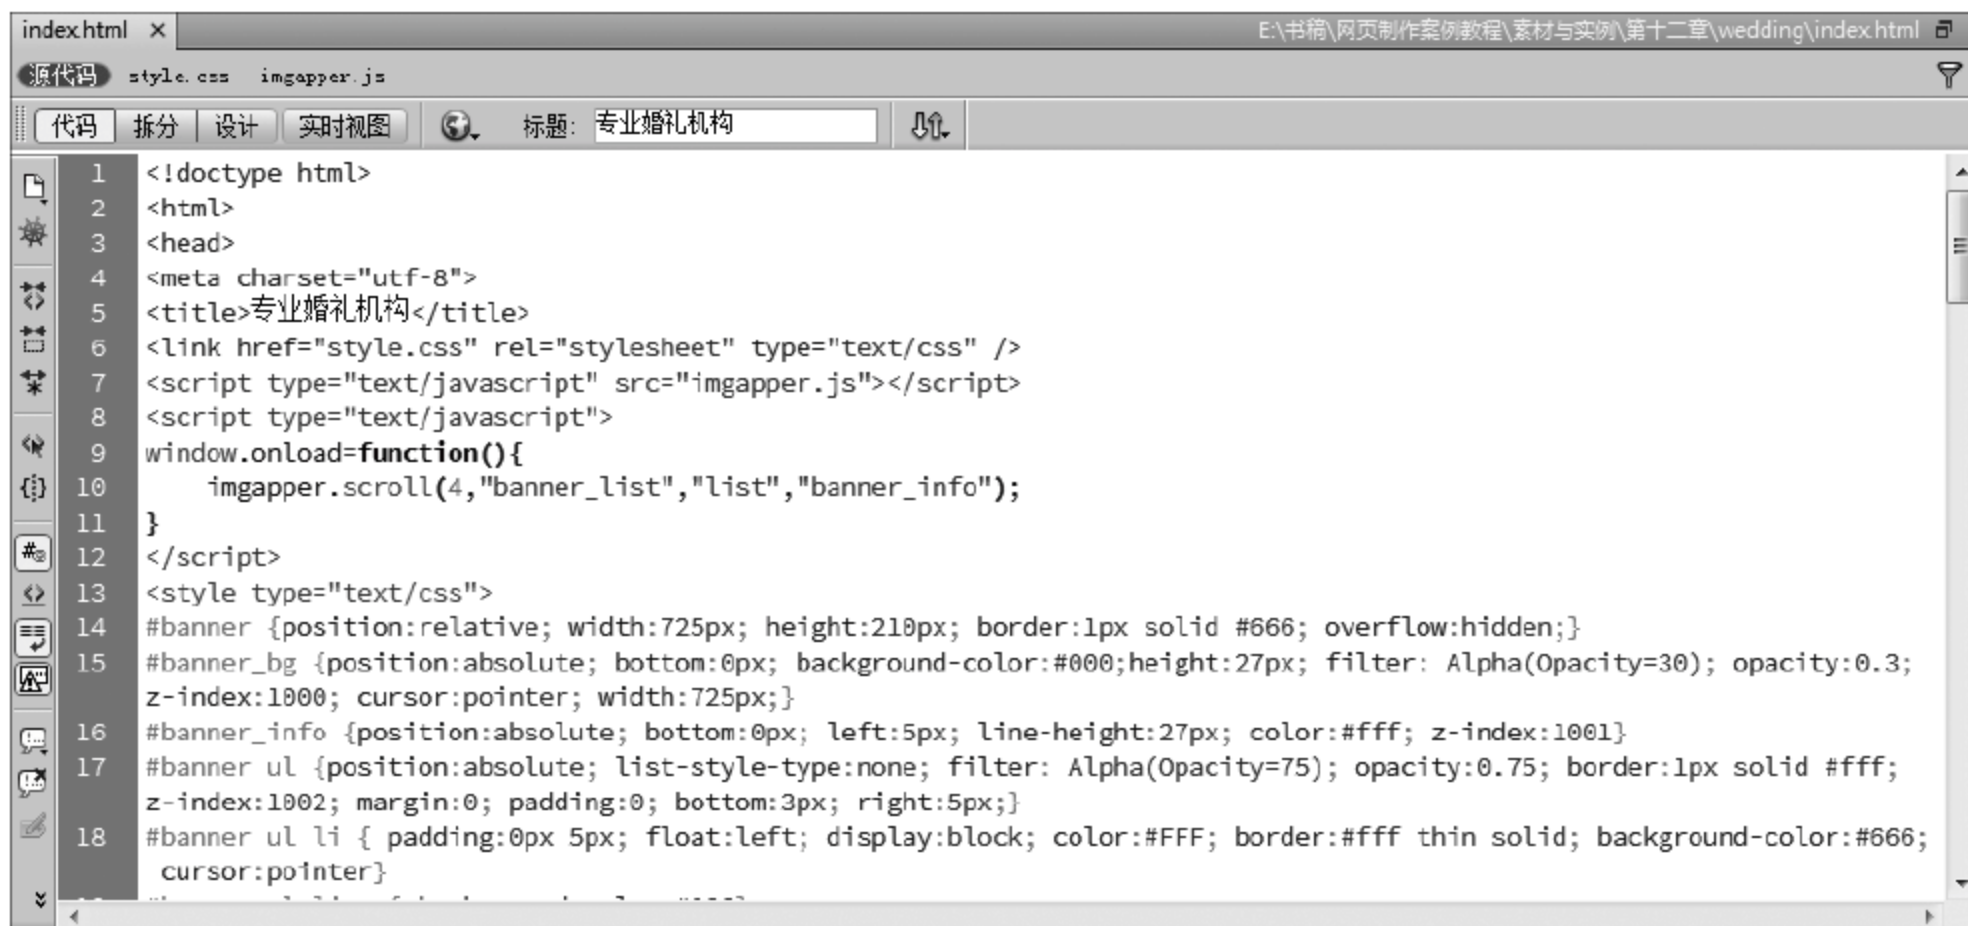 index.html ×
E:\书稿\网页制作案例教程\素材与实例\第十二章\wedding\index.html
源代码 style.css imgapper.js
代码 拆分 设计 实时视图 标题: 专业婚礼机构
1 <!doctype html>
2 <html>
3 <head>
4 <meta charset="utf-8">
5 <title>专业婚礼机构</title>
6 <link href="style.css" rel="stylesheet" type="text/css" />
7 <script type="text/javascript" src="imgapper.js"></script>
8 <script type="text/javascript">
9 window.onload=function(){
10 imgapper.scroll(4,"banner_list","list","banner_info");
11 }
12 </script>
13 <style type="text/css">
14 #banner {position:relative; width:725px; height:210px; border:1px solid #666; overflow:hidden;}
15 #banner_bg {position:absolute; bottom:0px; background-color:#000;height:27px; filter: Alpha(Opacity=30); opacity:0.3;
z-index:1000; cursor:pointer; width:725px;}
16 #banner_info {position:absolute; bottom:0px; left:5px; line-height:27px; color:#fff; z-index:1001}
17 #banner ul {position:absolute; list-style-type:none; filter: Alpha(Opacity=75); opacity:0.75; border:1px solid #fff;
z-index:1002; margin:0; padding:0; bottom:3px; right:5px;}
18 #banner ul li { padding:0px 5px; float:left; display:block; color:#FFF; border:#fff thin solid; background-color:#666;
cursor:pointer}